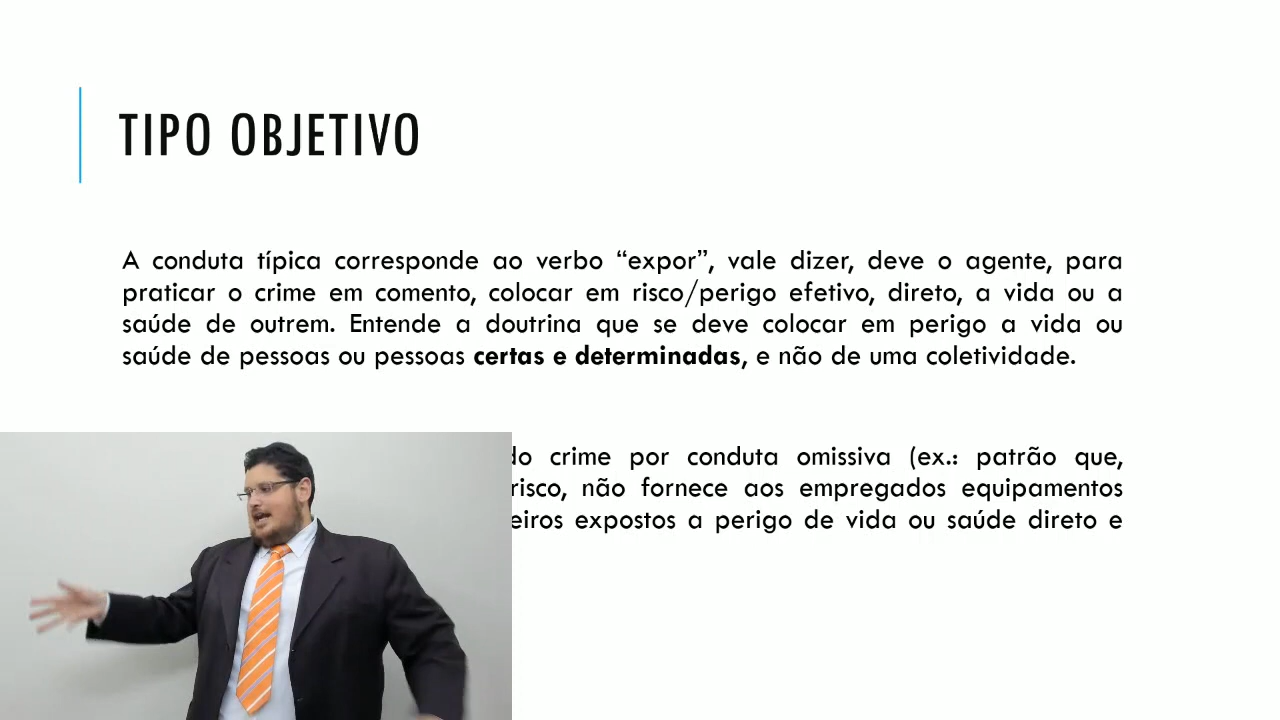 TIPO OBJETIVO
A conduta típica corresponde ao verbo “expor”, vale dizer, deve o agente, para
praticar o crime em comento, colocar em risco/perigo efetivo, direto, a vida ou a
saúde de outrem. Entende a doutrina que se deve colocar em perigo a vida ou
saúde de pessoas ou pessoas certas e determinadas, e não de uma coletividade.
do crime por conduta omissiva (ex.: patrão que,
risco, não fornece aos empregados equipamentos
eiros expostos a perigo de vida ou saúde direto e